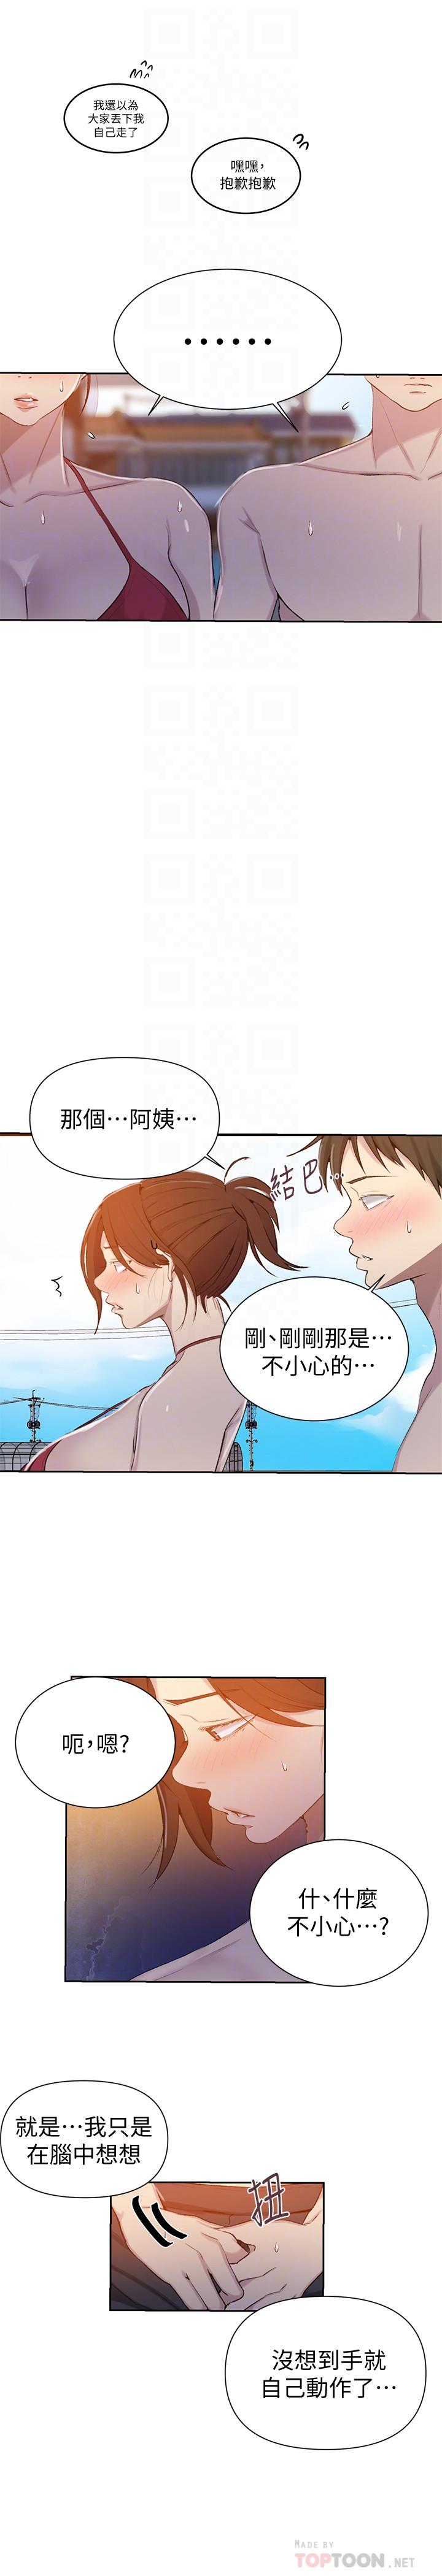 我還以為
大家丟下我
自己走了
嘿嘿，
抱歉抱歉
••••••
那個⋯阿姨⋯
結巴⋯
剛、剛剛那是⋯
不小心的⋯
呃，嗯?
什、什麼
不小心⋯?
就是⋯我只是
在腦中想想
扭
沒想到手就
自己動作了⋯
MADE BY
TOPTOON.NET